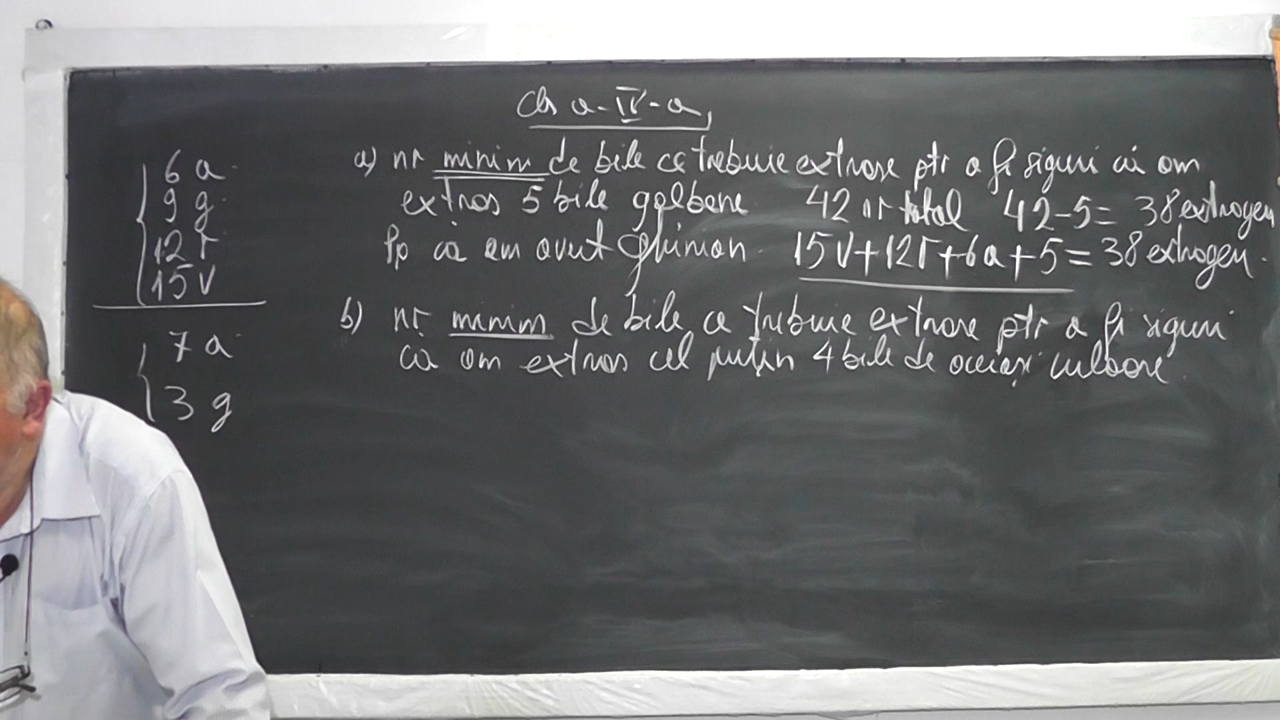 cls a-IV-a,
6 a
9 g
12 r
15 V
7 a
3 g
a) nr minim de bile ce trebuie extrase ptr a fi siguri că am
extras 5 bile galbene 42 nr total 42-5= 38 extrageri
Pp că am avut ghinion. 15V+12r+6a+5=38 extrageri.
b) nr minim de bile, ce trebuie extrase ptr a fi siguri
că am extras cel puțin 4 bile de aceiași culoare.